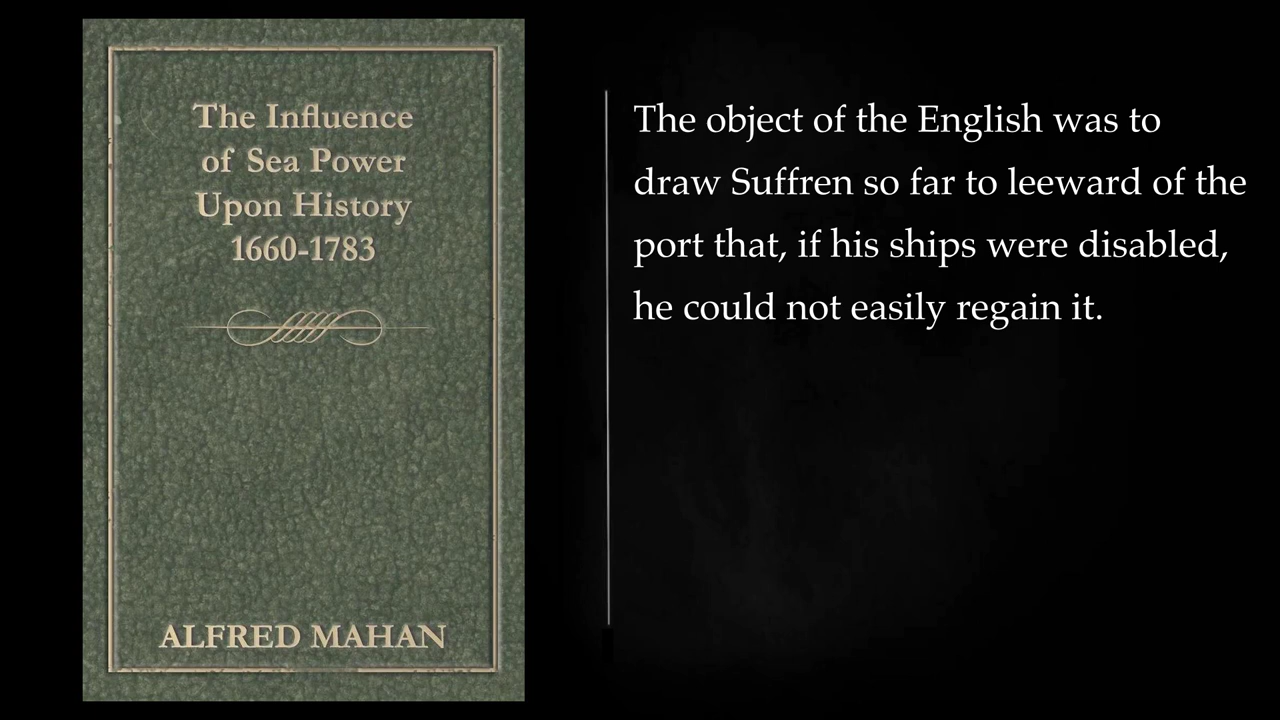 The Influence
of Sea Power
Upon History
1660-1783
ALFRED MAHAN
The object of the English was to
draw Suffren so far to leeward of the
port that, if his ships were disabled,
he could not easily regain it.